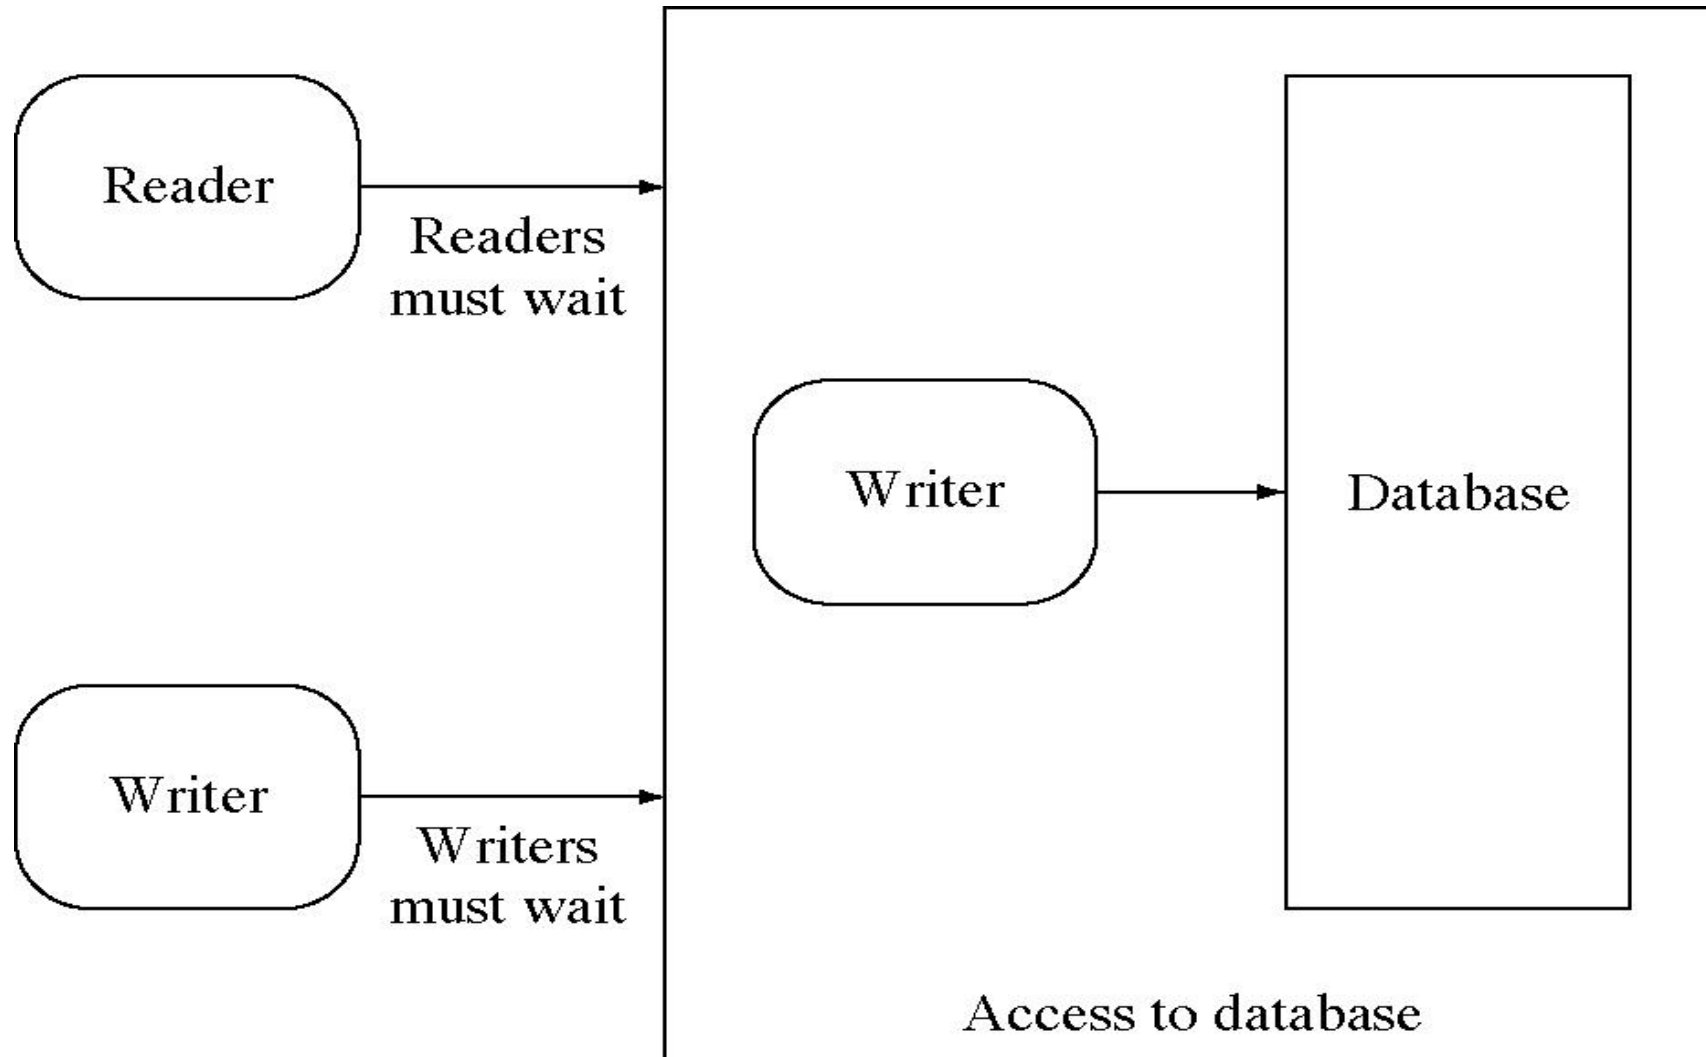 Reader
Readers
must wait
Writer
Database
Writer
Writers
must wait
Access to database